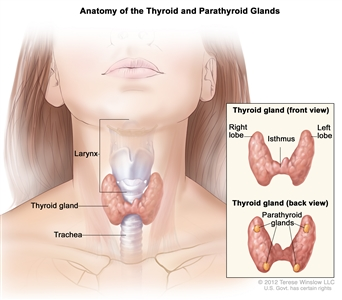 Anatomy of the Thyroid and Parathyroid Glands
Larynx
Thyroid gland
Trachea
Thyroid gland (front view)
Right
lobe
Left
lobe
Isthmus
Thyroid gland (back view)
Parathyroid
glands
© 2012 Terese Winslow LLC
U.S. Govt. has certain rights